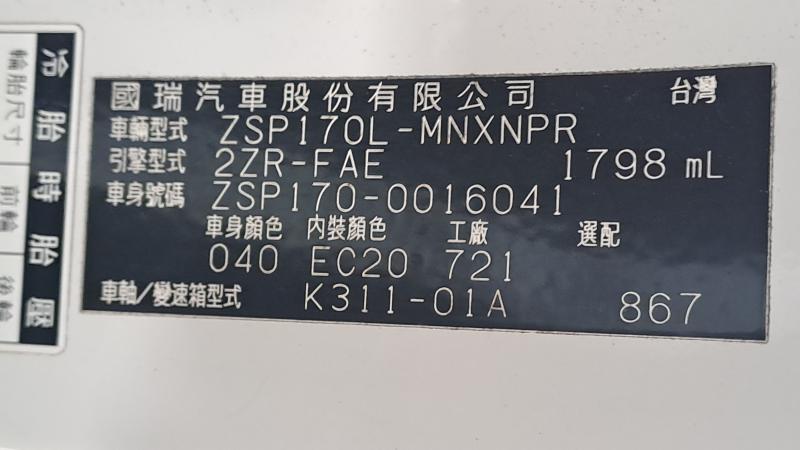 國瑞汽車股份有限公司 台灣
車輛型式 ZSP170L-MNXNPR
引擎型式 2ZR-FAE 1798 mL
車身號碼 ZSP170-0016041
車身顏色 內裝顏色 工廠 選配
040 EC20 721
車軸/變速箱型式 K311-01A 867
冷胎時胎壓
輪胎尺寸 前輪 後輪